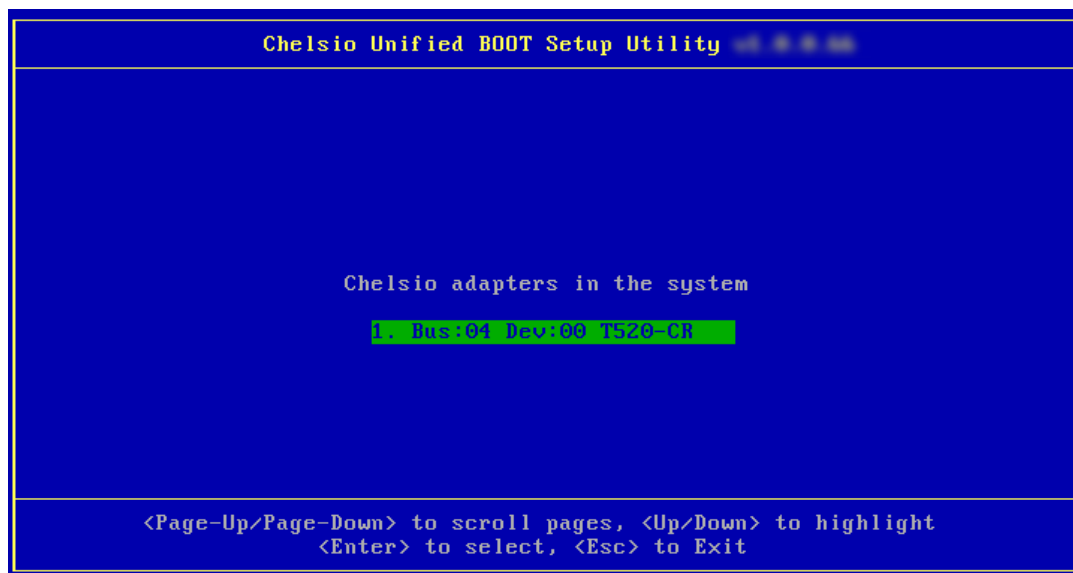 Chelsio Unified BOOT Setup Utility
Chelsio adapters in the system
1. Bus:04 Dev:00 T520-CR
<Page-Up/Page-Down> to scroll pages, <Up/Down> to highlight
<Enter> to select, <Esc> to Exit